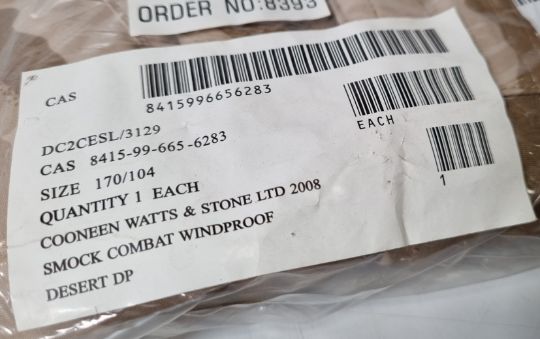 ORDER NO:8393
CAS
8415996656283
DC2CESL/3129
CAS 8415-99-665-6283
EACH
SIZE 170/104
QUANTITY 1 EACH
1
COONEEN WATTS & STONE LTD 2008
SMOCK COMBAT WINDPROOF
DESERT DP